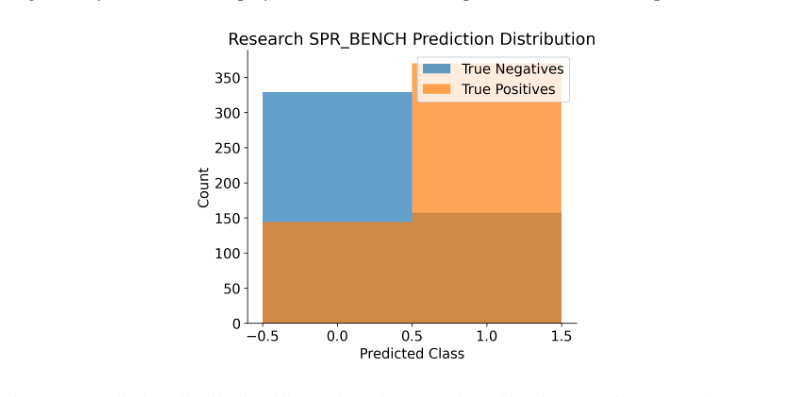 Research SPR_BENCH Prediction Distribution
True Negatives
True Positives
350
300
250
200
150
100
50
0
Count
−0.5 0.0 0.5 1.0 1.5
Predicted Class